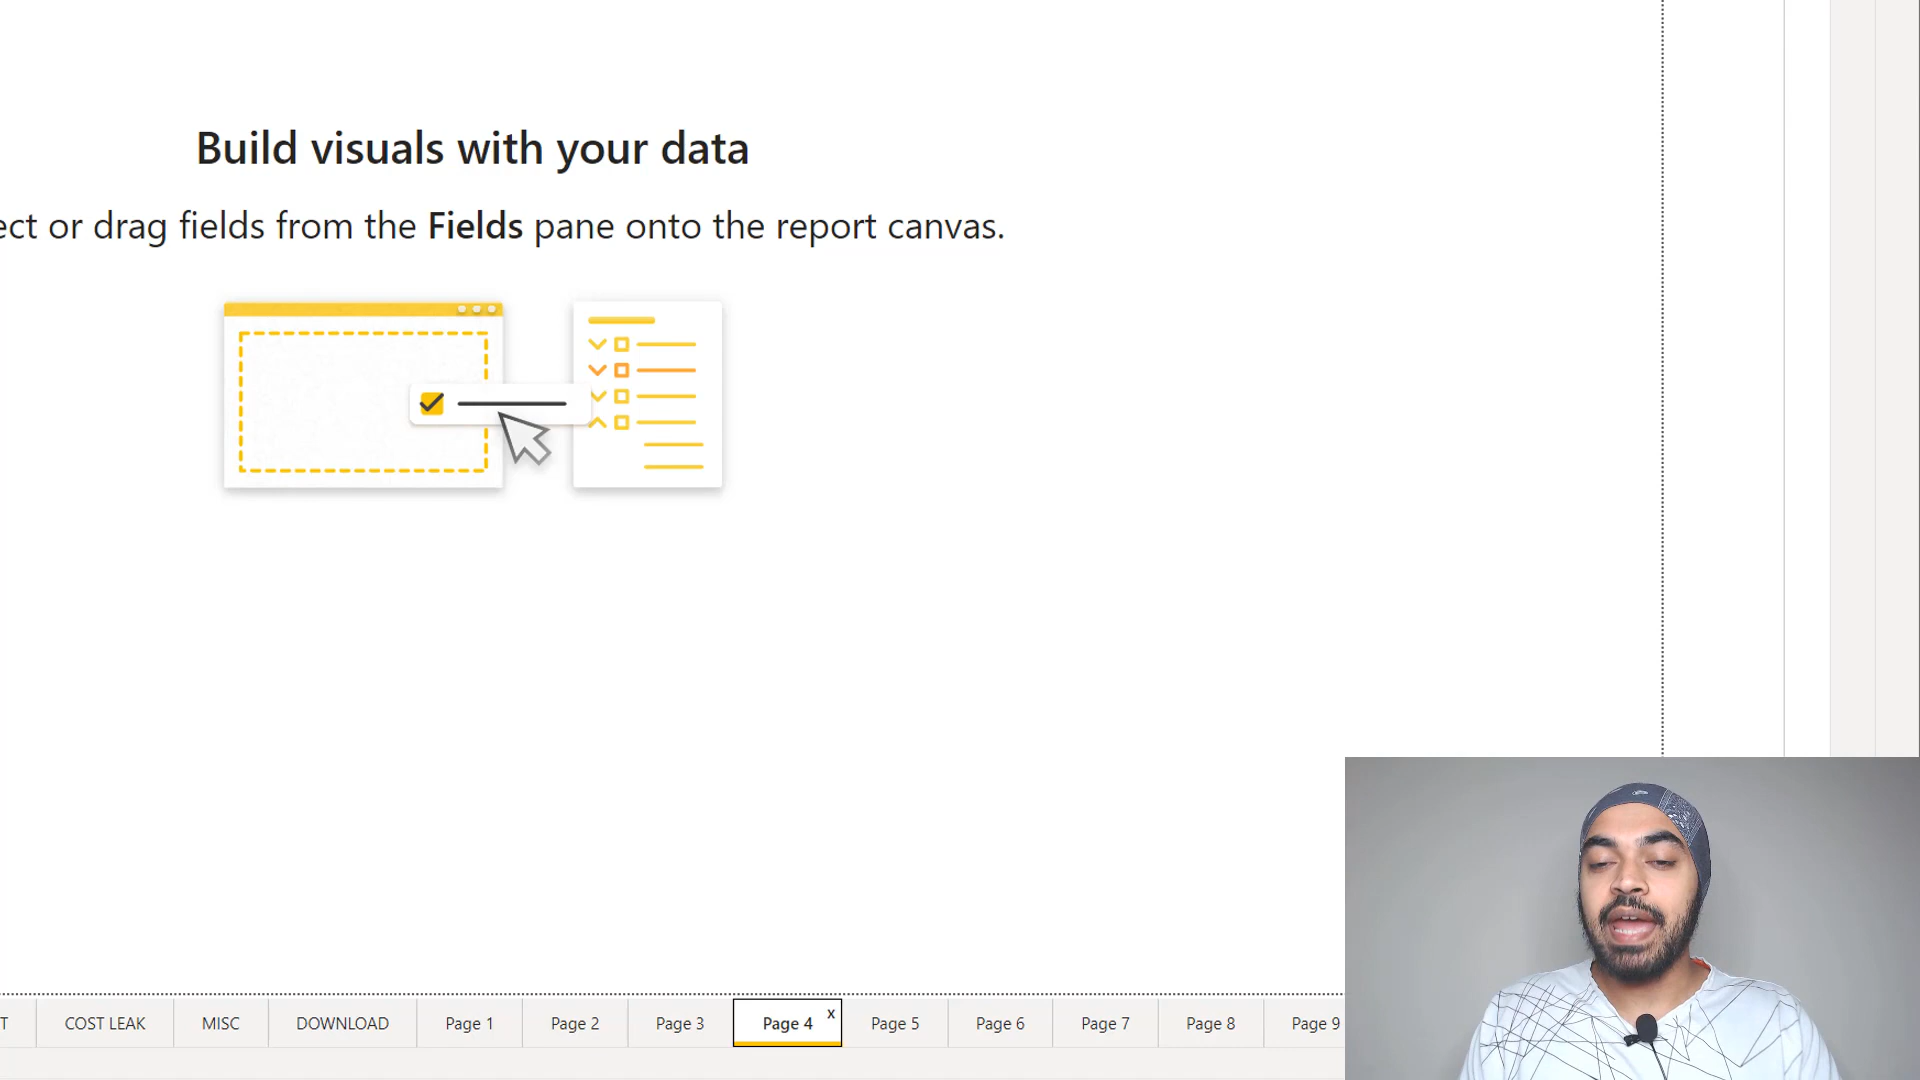 Build visuals with your data
ect or drag fields from the Fields pane onto the report canvas.
T COST LEAK MISC DOWNLOAD Page 1 Page 2 Page 3 Page 4 x Page 5 Page 6 Page 7 Page 8 Page 9